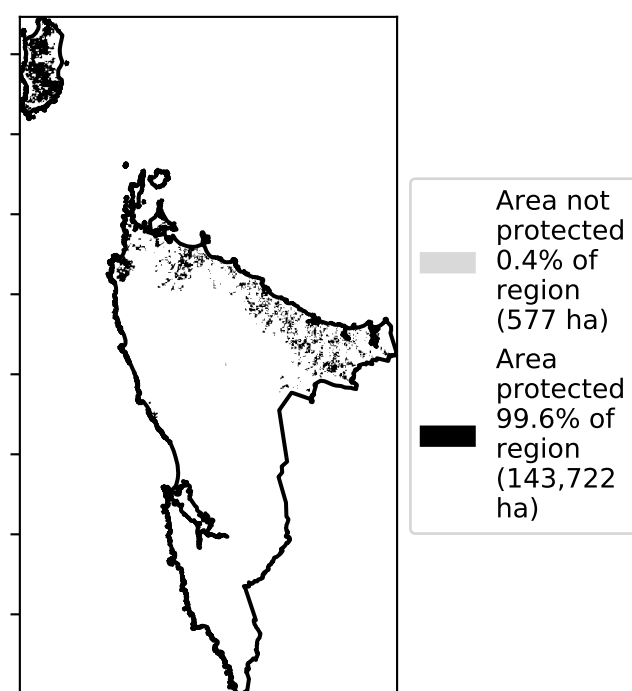 Area not
protected
0.4% of
region
(577 ha)
Area
protected
99.6% of
region
(143,722
ha)